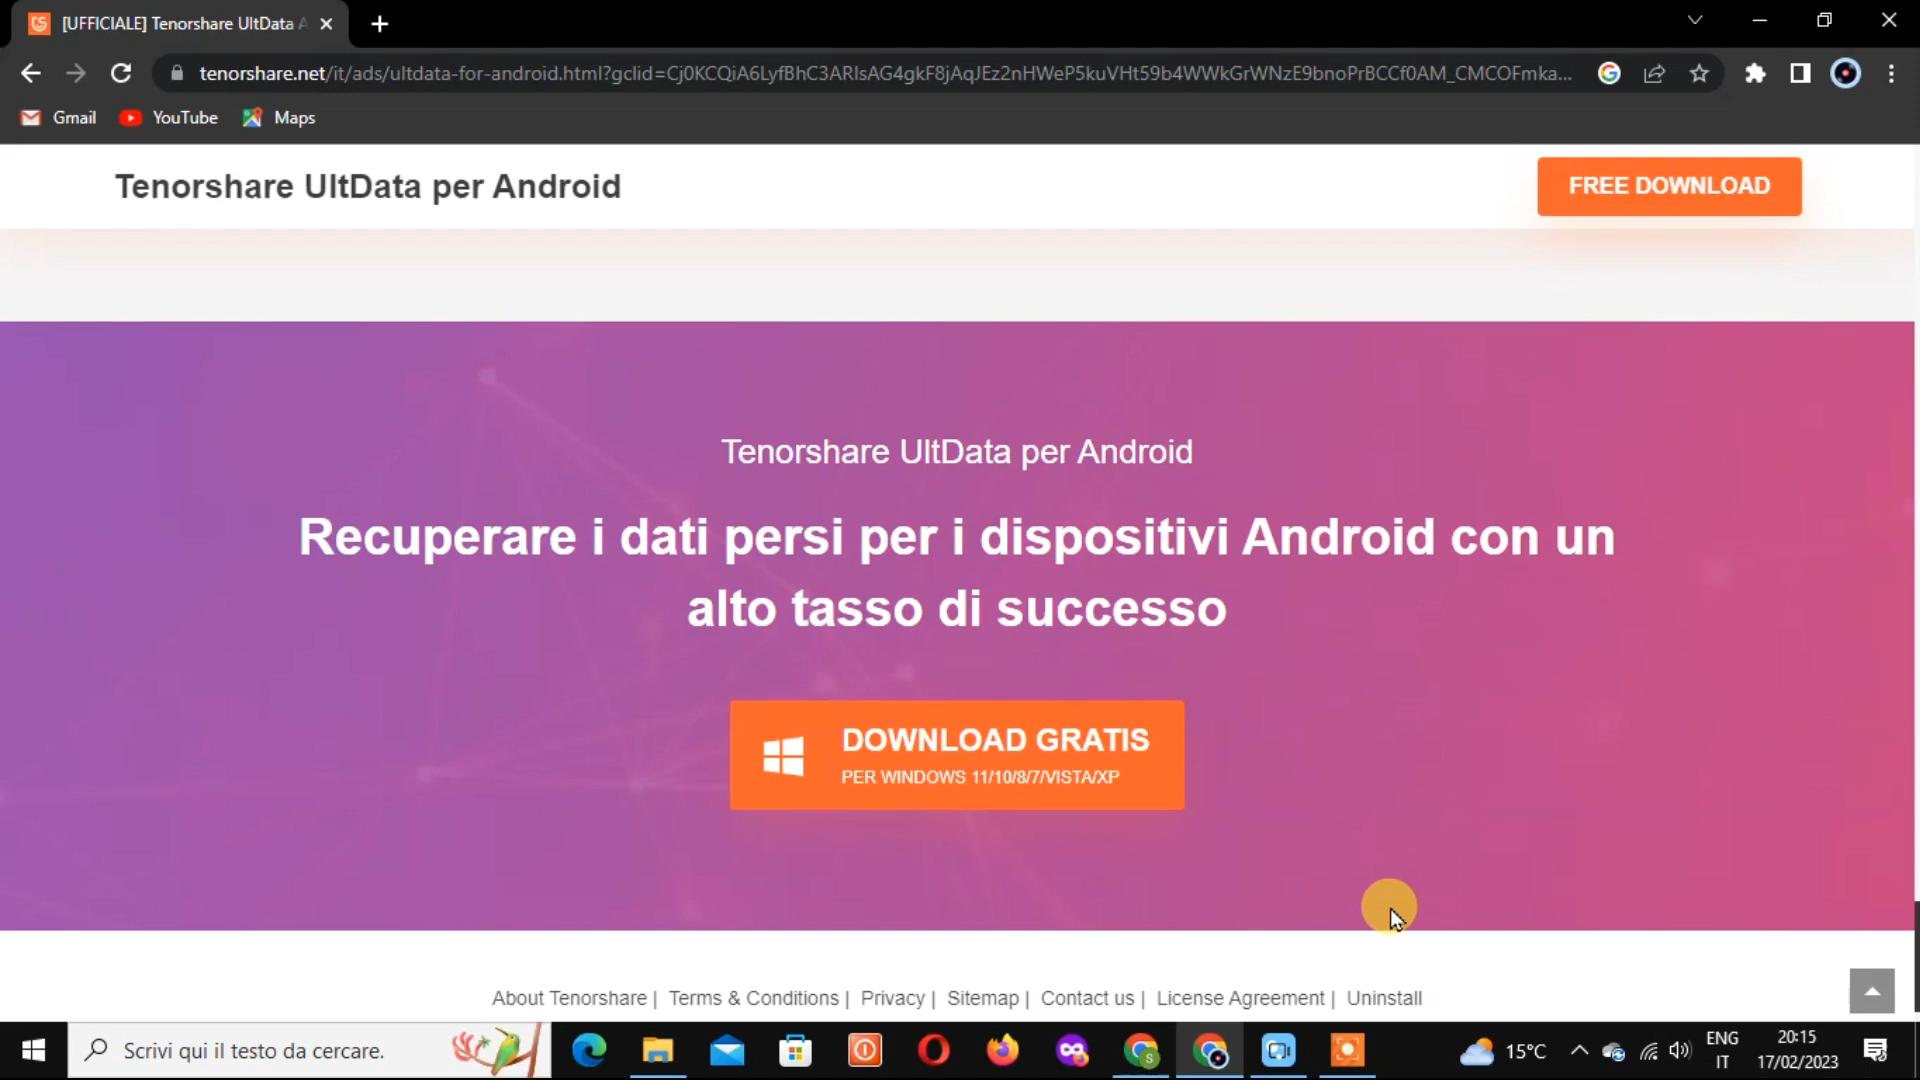 [UFFICIALE] Tenorshare UltData A
tenorshare.net/it/ads/ultdata-for-android.html?gclid=Cj0KCQiA6LyfBhC3ARIsAG4gkF8jAqJEz2nHWeP5kuVHt59b4WWkGrWNzE9bnoPrBCCf0AM_CMCOFmka...
Gmail YouTube Maps
Tenorshare UltData per Android
FREE DOWNLOAD
Tenorshare UltData per Android
Recuperare i dati persi per i dispositivi Android con un
alto tasso di successo
DOWNLOAD GRATIS
PER WINDOWS 11/10/8/7/VISTA/XP
About Tenorshare | Terms & Conditions | Privacy | Sitemap | Contact us | License Agreement | Uninstall
Scrivi qui il testo da cercare.
S
15°C
ENG
IT
20:15
17/02/2023